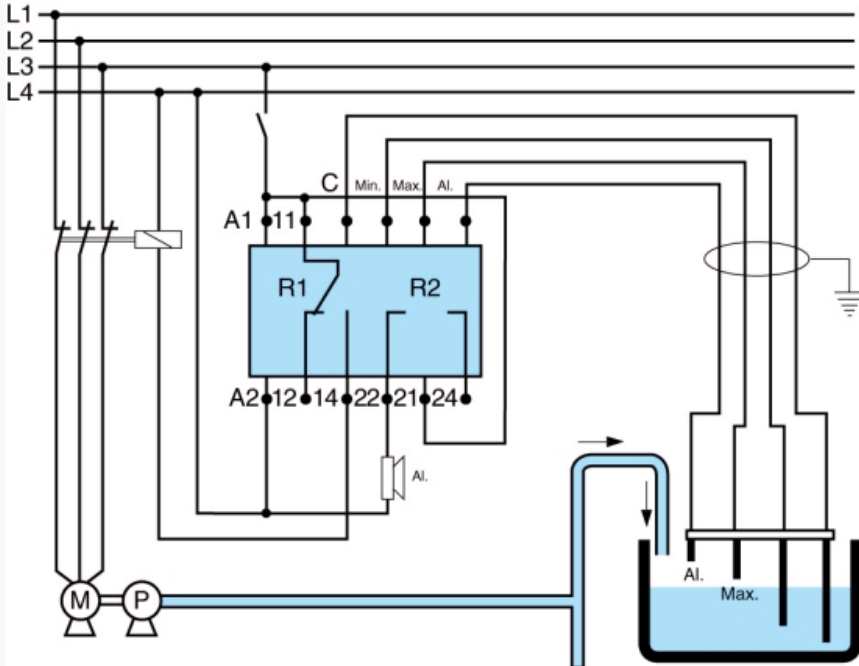 L1
L2
L3
L4
C Min. Max. Al.
A1 11
R1 R2
A2 12 14 22 21 24
Al.
Al.
Max.
M P